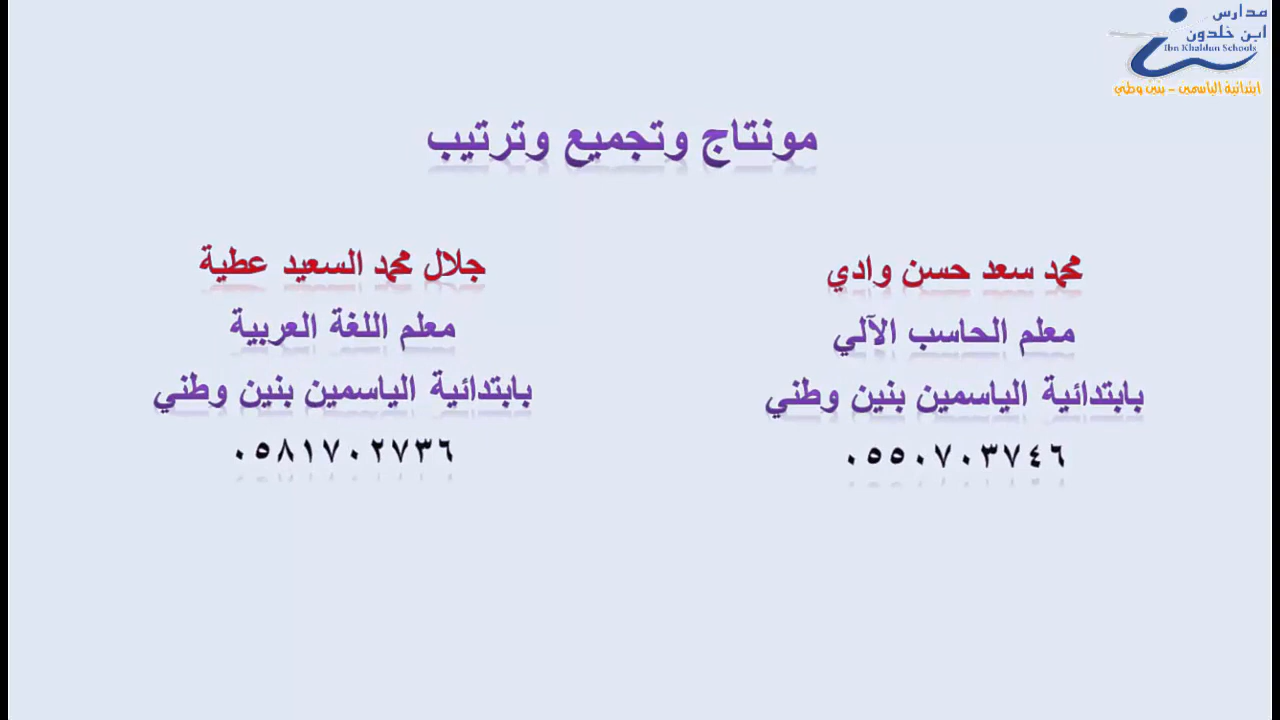 مدارس
ابن خلدون
Ibn Khaldun Schools
ابتدائية الياسمين - بنين وطني
مونتاج وتجميع وترتيب
محمد سعد حسن وادي
معلم الحاسب الآلي
بابتدائية الياسمين بنين وطني
٠٥٥٠٧٠٣٧٤٦
جلال محمد السعيد عطية
معلم اللغة العربية
بابتدائية الياسمين بنين وطني
٠٥٨١٧٠٢٧٣٦